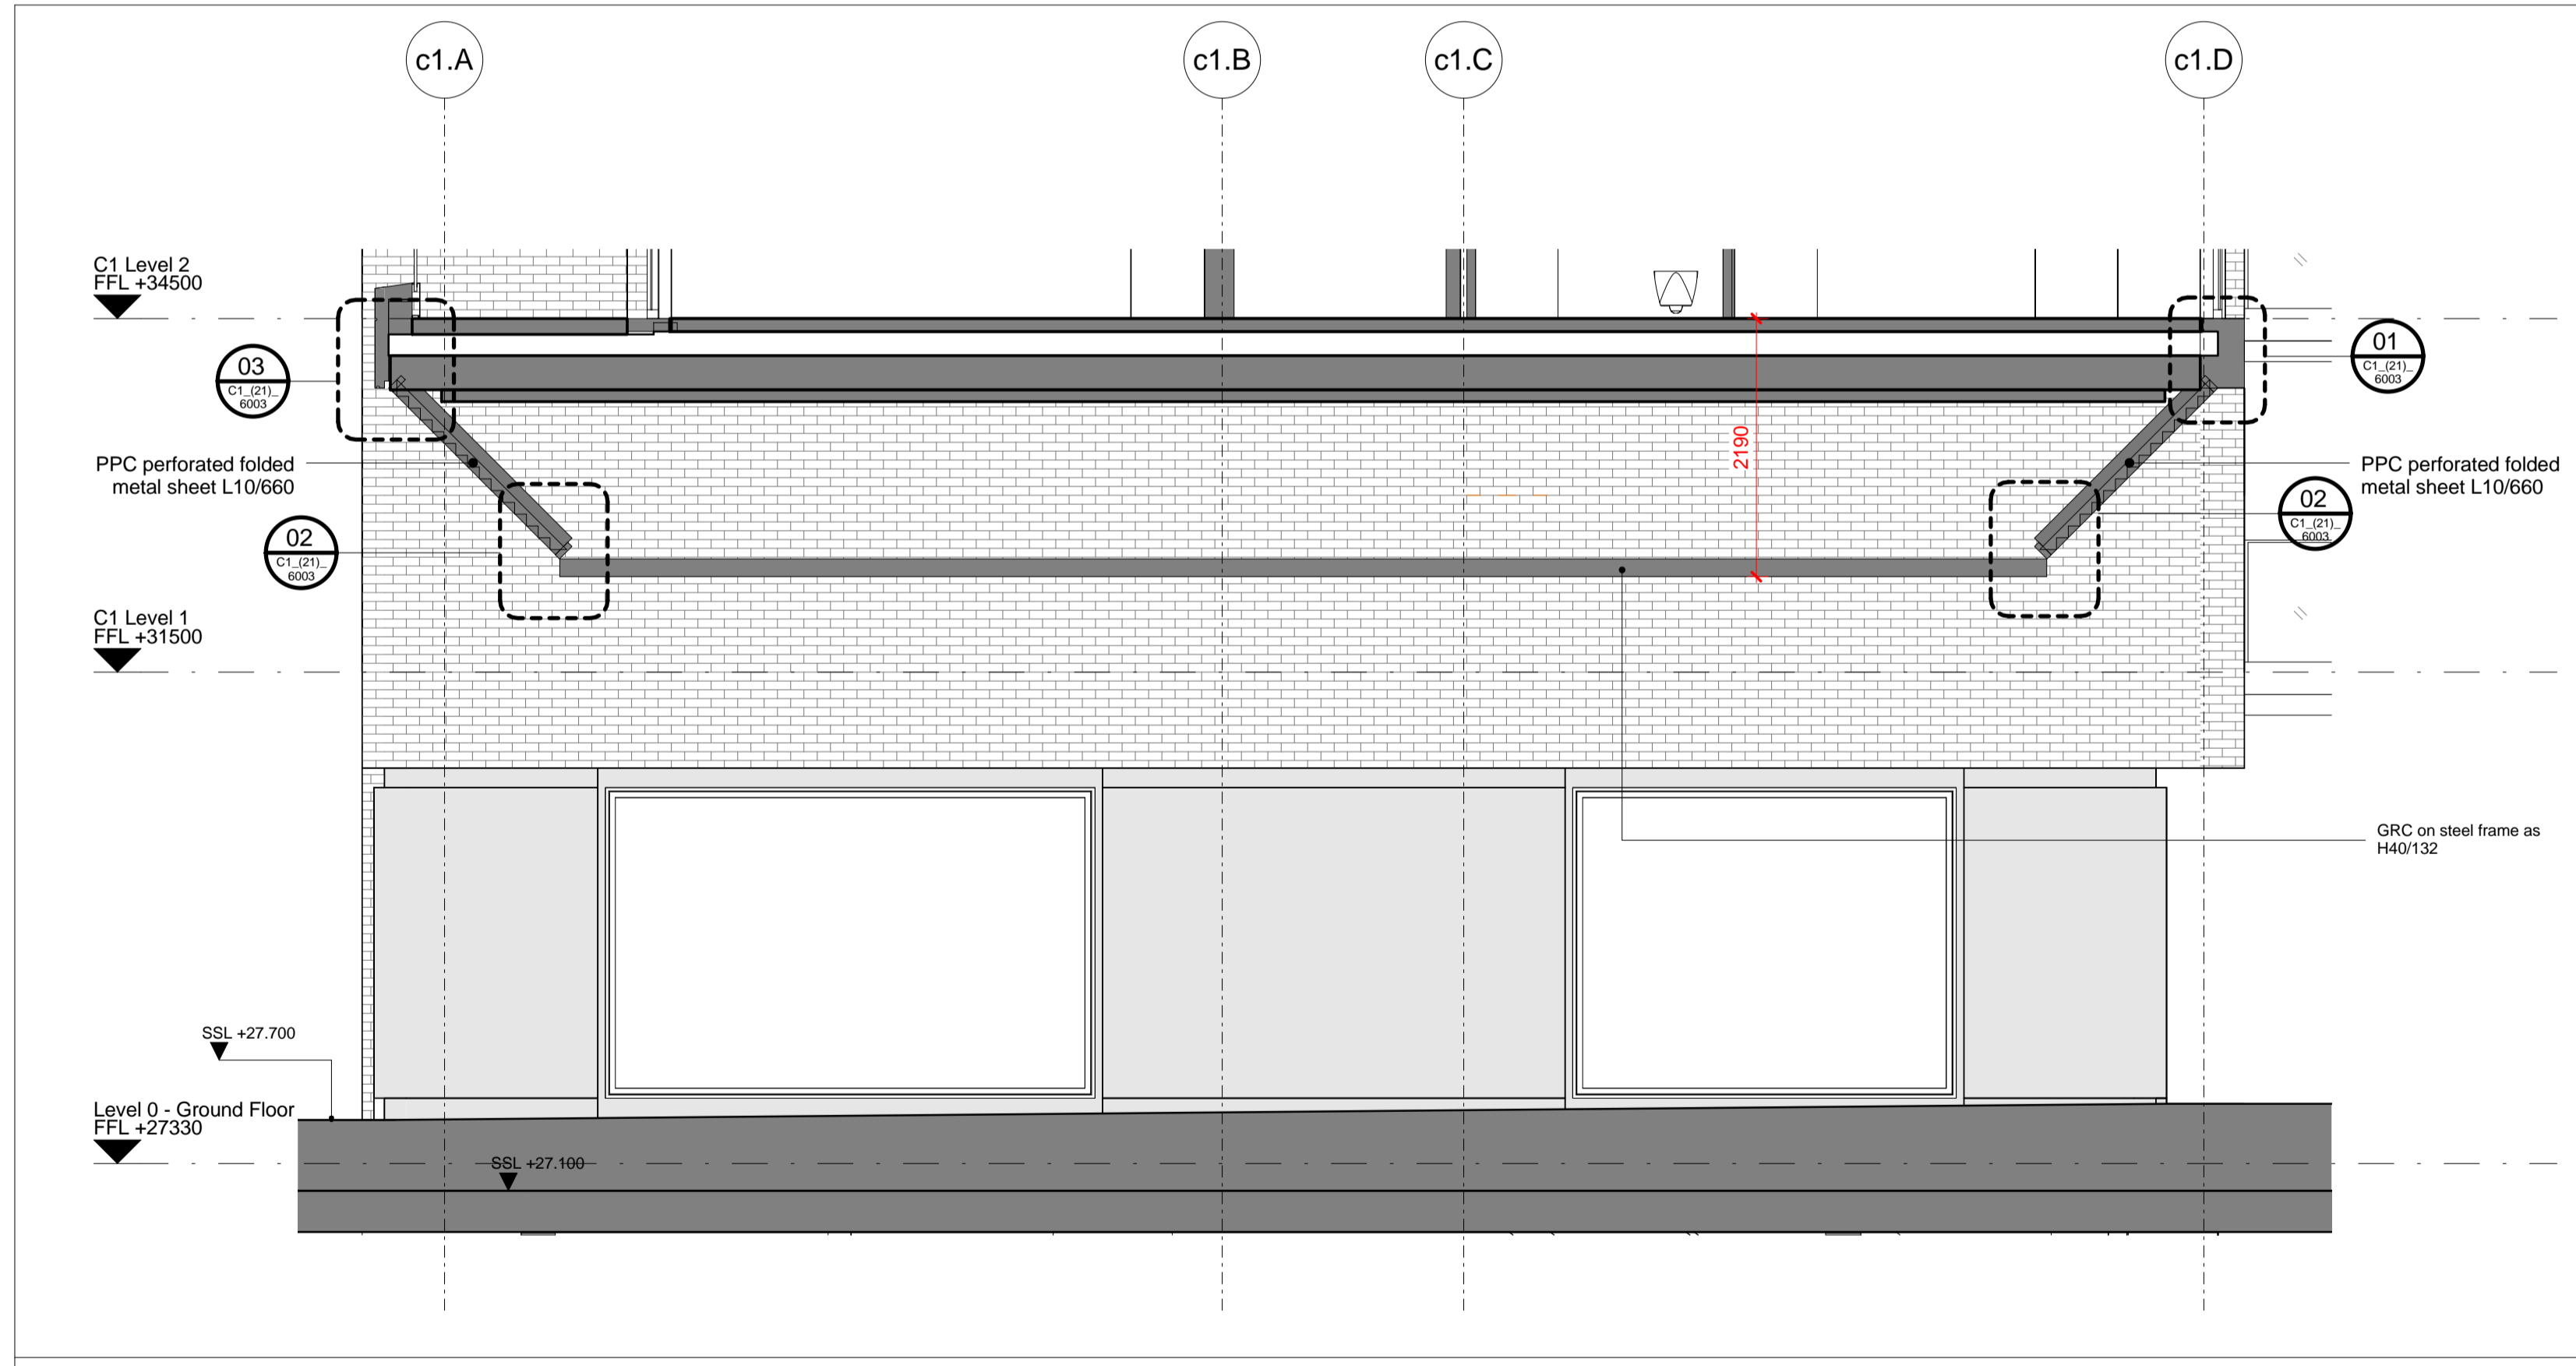 c1.A
c1.B
c1.C
c1.D
C1 Level 2
FFL +34500
03
C1_(21)_
6003
01
C1_(21)_
6003
2190
PPC perforated folded
metal sheet L10/660
PPC perforated folded
metal sheet L10/660
02
C1_(21)_
6003
02
C1_(21)_
6003
C1 Level 1
FFL +31500
GRC on steel frame as
H40/132
SSL +27.700
Level 0 - Ground Floor
FFL +27330
SSL +27.100